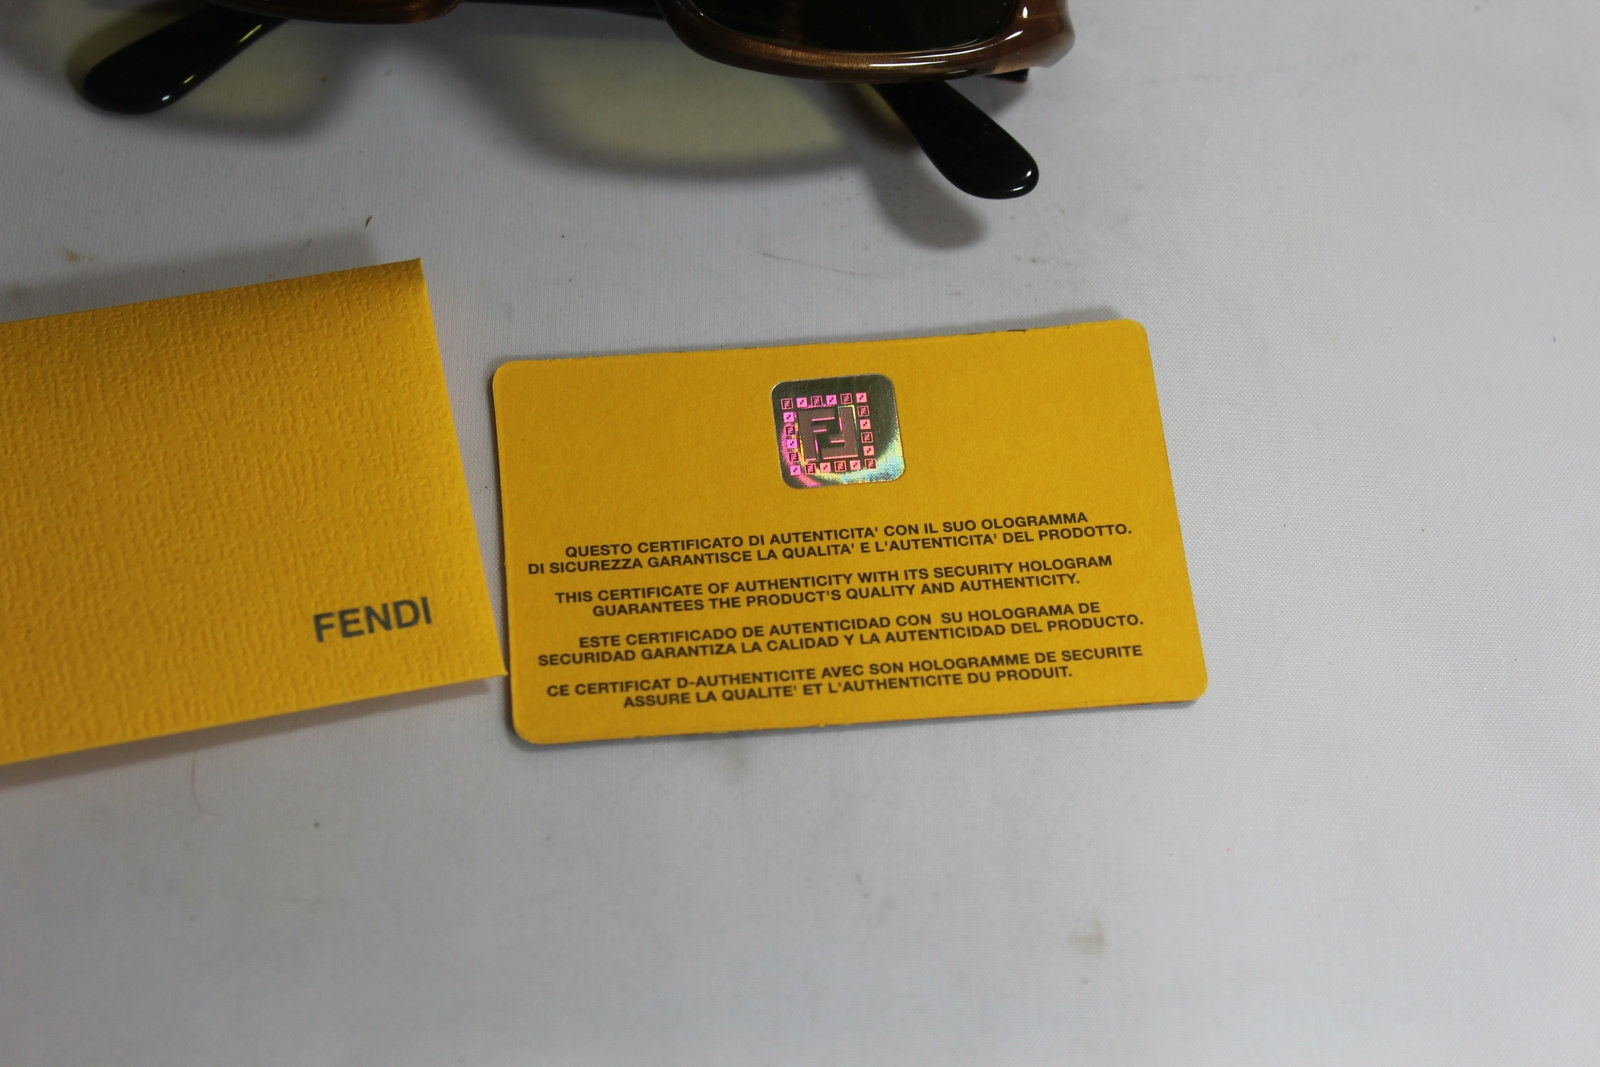 FENDI
QUESTO CERTIFICATO DI AUTENTICITA' CON IL SUO OLOGRAMMA
DI SICUREZZA GARANTISCE LA QUALITA' E L'AUTENTICITA' DEL PRODOTTO.
THIS CERTIFICATE OF AUTHENTICITY WITH ITS SECURITY HOLOGRAM
GUARANTEES THE PRODUCT'S QUALITY AND AUTHENTICITY.
ESTE CERTIFICADO DE AUTENTICIDAD CON SU HOLOGRAMA DE
SECURIDAD GARANTIZA LA CALIDAD Y LA AUTENTICIDAD DEL PRODUCTO.
CE CERTIFICAT D-AUTHENTICITE AVEC SON HOLOGRAMME DE SECURITE
ASSURE LA QUALITE' ET L'AUTHENTICITE DU PRODUIT.